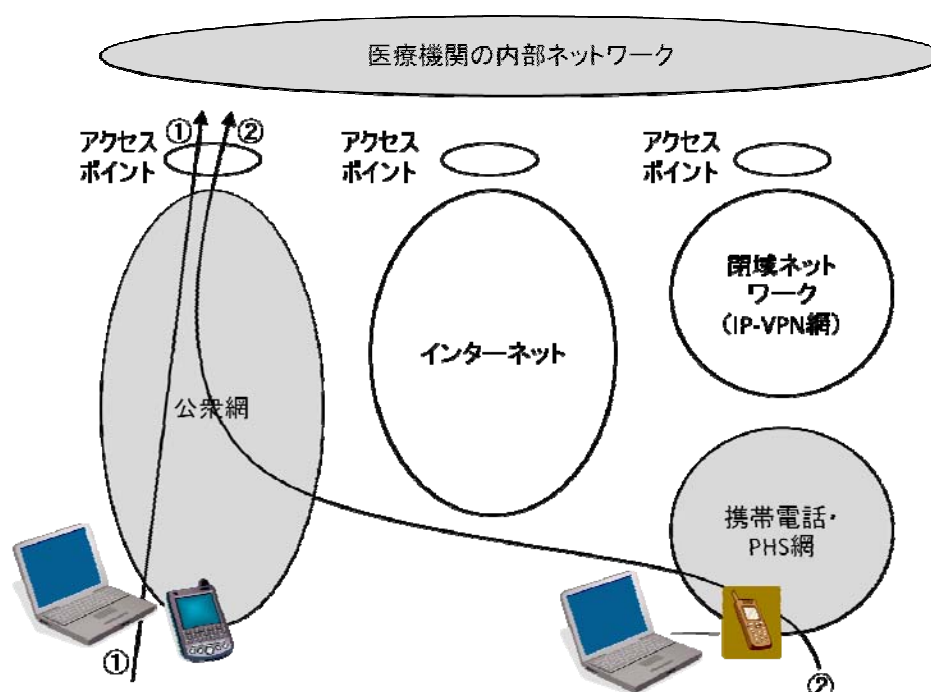 医療機関の内部ネットワーク
①
②
アクセス
ポイント
アクセス
ポイント
アクセス
ポイント
閉域ネット
ワーク
(IP-VPN網)
インターネット
公衆網
携帯電話・
PHS網
①
②